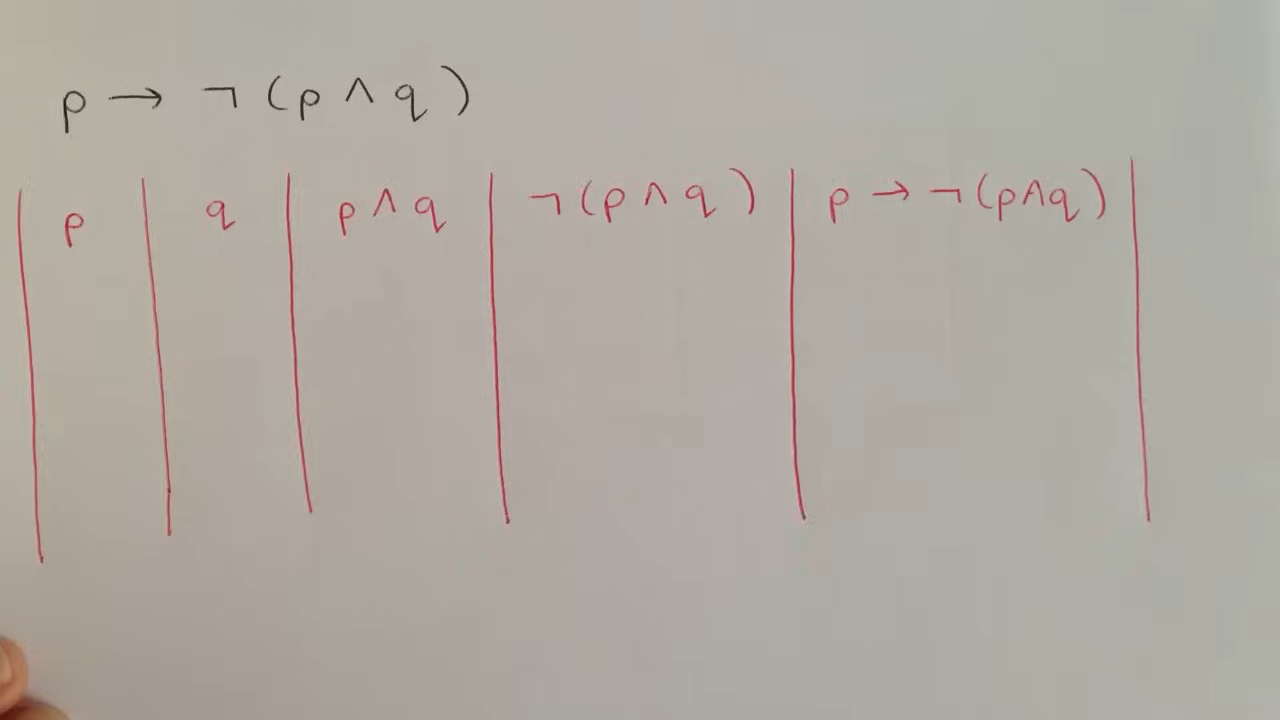 p → ¬ (p ∧ q)
p q p ∧ q ¬ (p ∧ q) p → ¬ (p ∧ q)